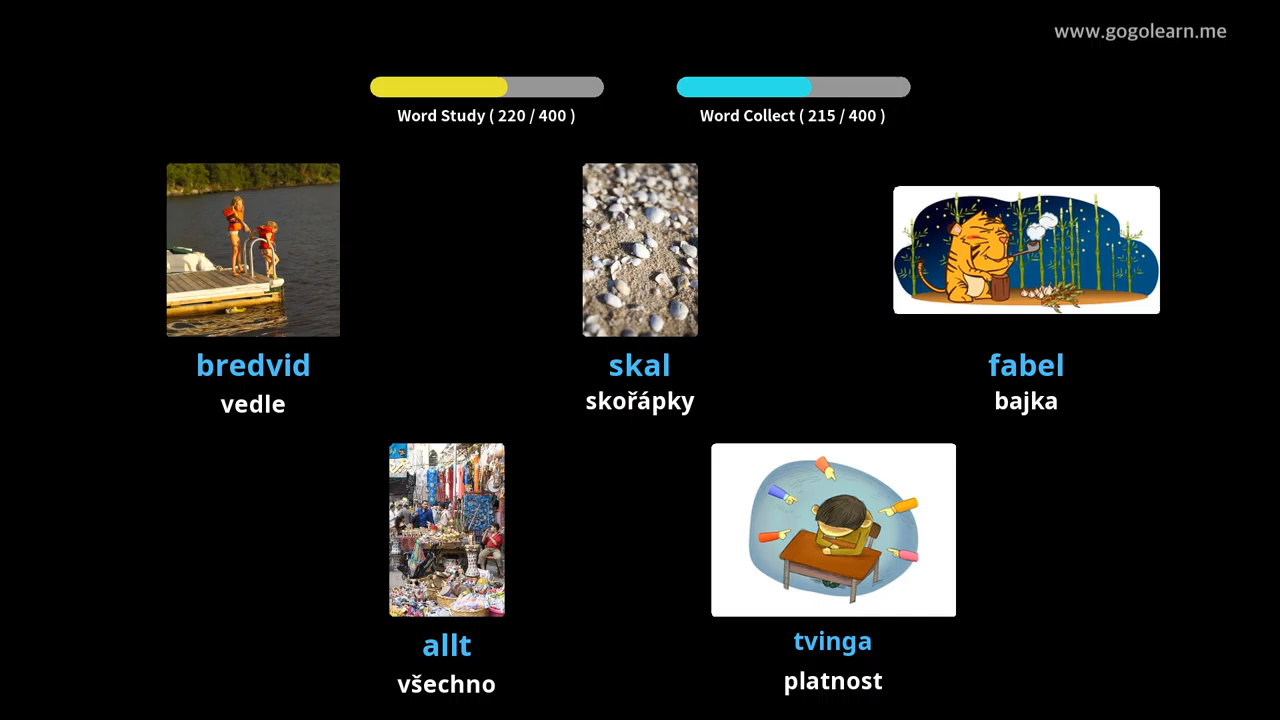 www.gogolearn.me
Word Study ( 220 / 400 )
Word Collect ( 215 / 400 )
bredvid
vedle
skal
skořápky
fabel
bajka
allt
všechno
tvinga
platnost